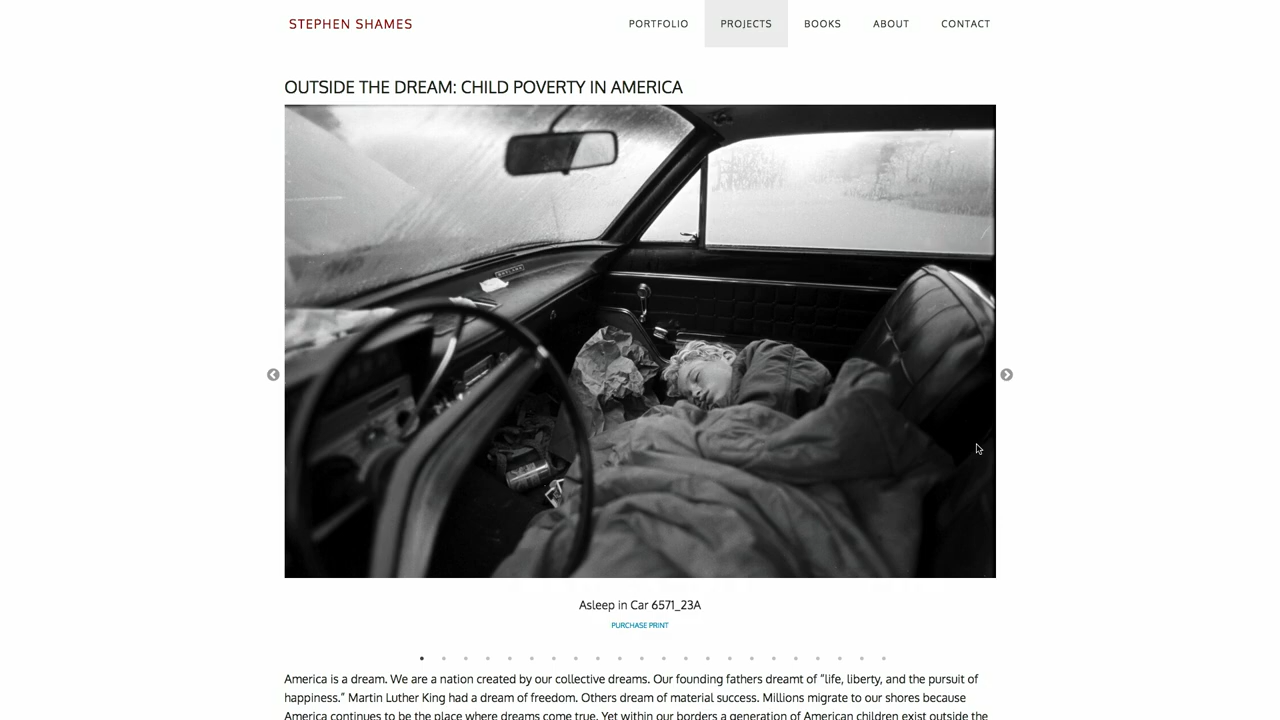 STEPHEN SHAMES
PORTFOLIO
PROJECTS
BOOKS
ABOUT
CONTACT
OUTSIDE THE DREAM: CHILD POVERTY IN AMERICA
Asleep in Car 6571_23A
PURCHASE PRINT
America is a dream. We are a nation created by our collective dreams. Our founding fathers dreamt of “life, liberty, and the pursuit of
happiness.” Martin Luther King had a dream of freedom. Others dream of material success. Millions migrate to our shores because
America continues to be the place where dreams come true. Yet within our borders a generation of American children exist outside the